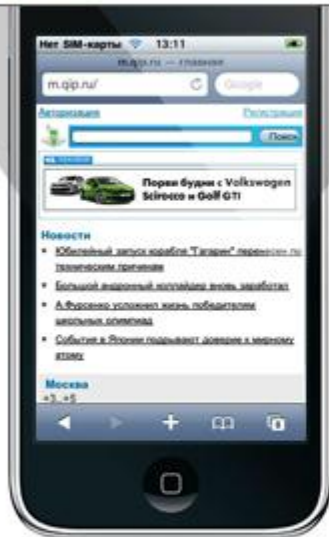 Нет SIM-карты 13:11
m.qip.ru — главная
m.qip.ru/ Google
Авторизация Регистрация
Поиск
Порви будни с Volkswagen
Scirocco и Golf GTI
Новости
Юбилейный запуск корабля "Гагарин" перенесен по
техническим причинам
Большой андронный коллайдер вновь заработал
А.Фурсенко усложнил жизнь победителям
школьных олимпиад
События в Японии подрывают доверие к мирному
атому
Москва
+3..+5